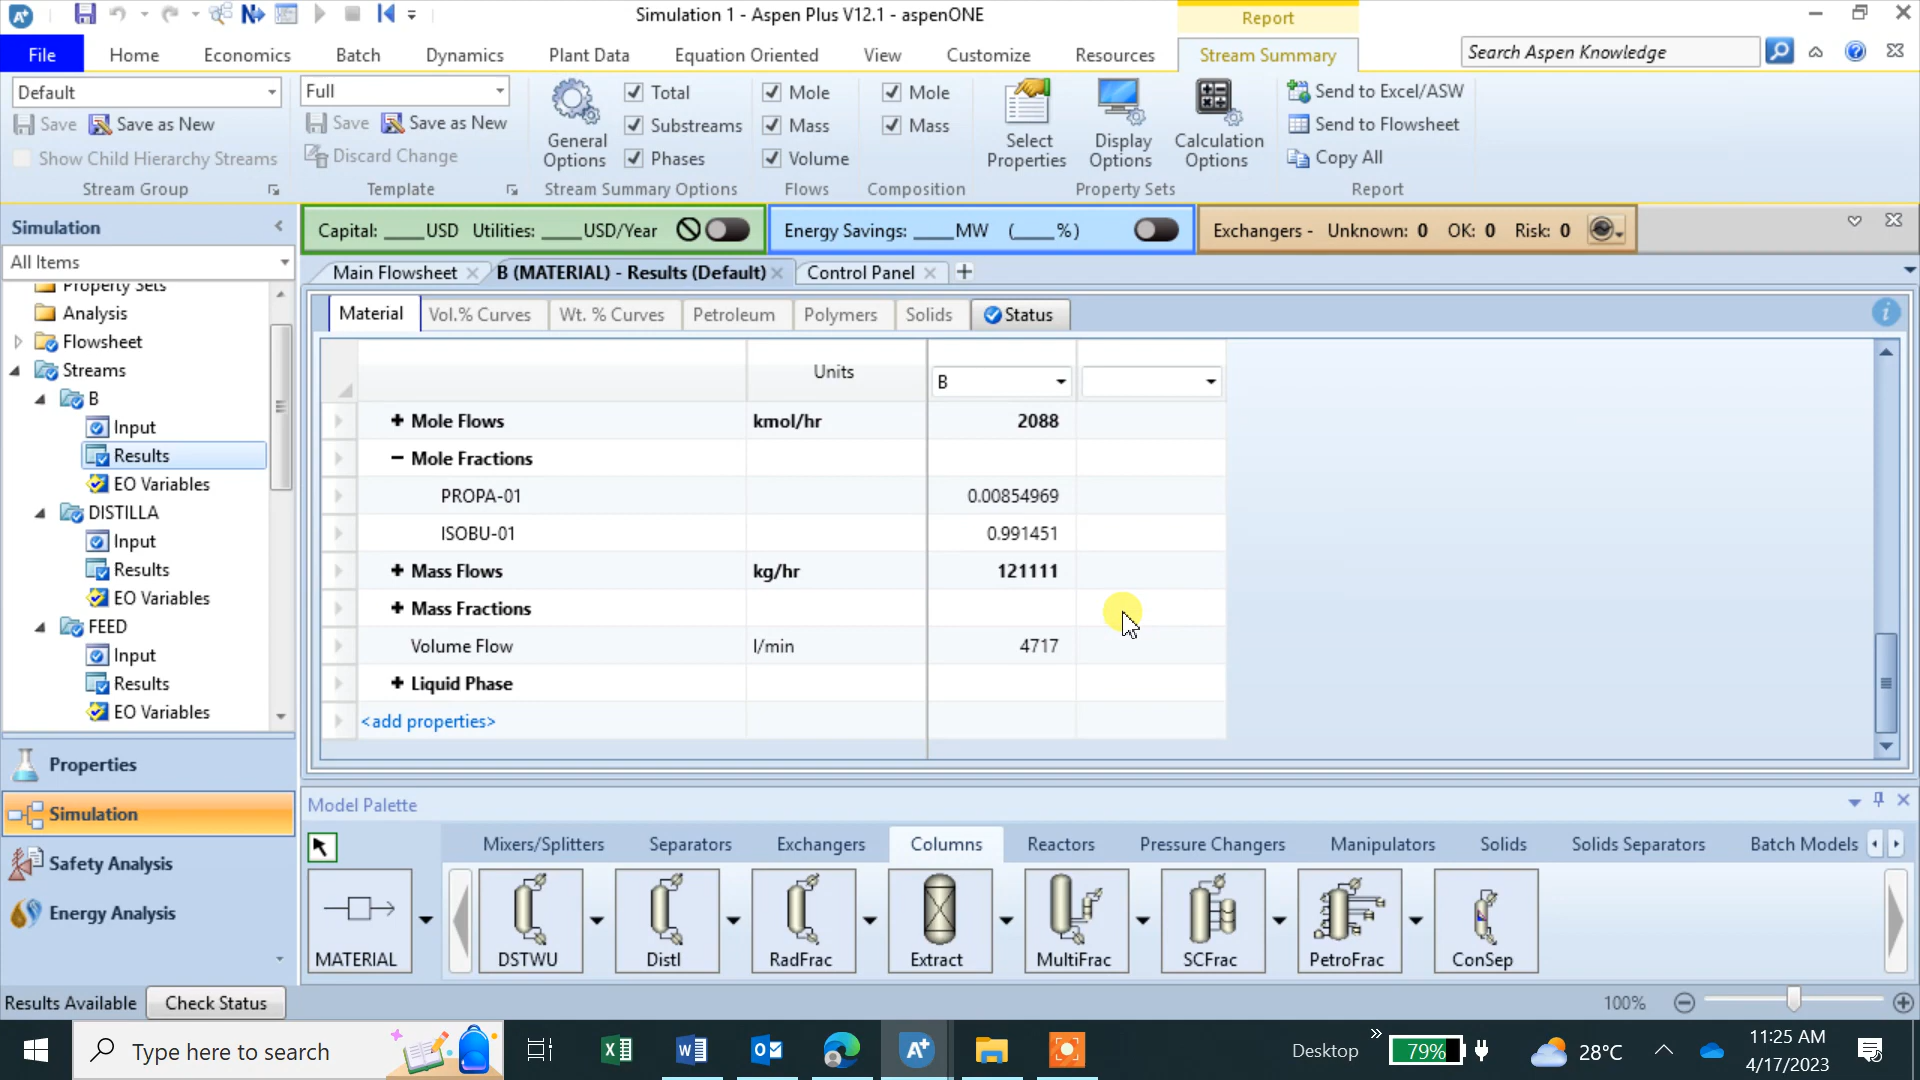 Simulation 1 - Aspen Plus V12.1 - aspenONE
Report
File Home Economics Batch Dynamics Plant Data Equation Oriented View Customize Resources Stream Summary
Search Aspen Knowledge
Default
Save Save as New
Show Child Hierarchy Streams
Stream Group
Full
Save Save as New
Discard Change
Template
General Options
Total
Substreams
Phases
Stream Summary Options
Mole
Mass
Volume
Flows
Mole
Mass
Composition
Select Properties
Display Options
Calculation Options
Property Sets
Send to Excel/ASW
Send to Flowsheet
Copy All
Report
Simulation
All Items
Property Sets
Analysis
Flowsheet
Streams
B
Input
Results
EO Variables
DISTILLA
Input
Results
EO Variables
FEED
Input
Results
EO Variables
Properties
Simulation
Safety Analysis
Energy Analysis
Capital: ____USD Utilities: ____USD/Year
Energy Savings: ____MW (____%)
Exchangers - Unknown: 0 OK: 0 Risk: 0
Main Flowsheet B (MATERIAL) - Results (Default) Control Panel
Material Vol.% Curves Wt. % Curves Petroleum Polymers Solids Status
Units B
Mole Flows kmol/hr 2088
Mole Fractions
PROPA-01 0.00854969
ISOBU-01 0.991451
Mass Flows kg/hr 121111
Mass Fractions
Volume Flow l/min 4717
Liquid Phase
<add properties>
Model Palette
Mixers/Splitters Separators Exchangers Columns Reactors Pressure Changers Manipulators Solids Solids Separators Batch Models
MATERIAL DSTWU Distl RadFrac Extract MultiFrac SCFrac PetroFrac ConSep
Results Available Check Status
100%
Type here to search
Desktop
79%
28°C
11:25 AM
4/17/2023